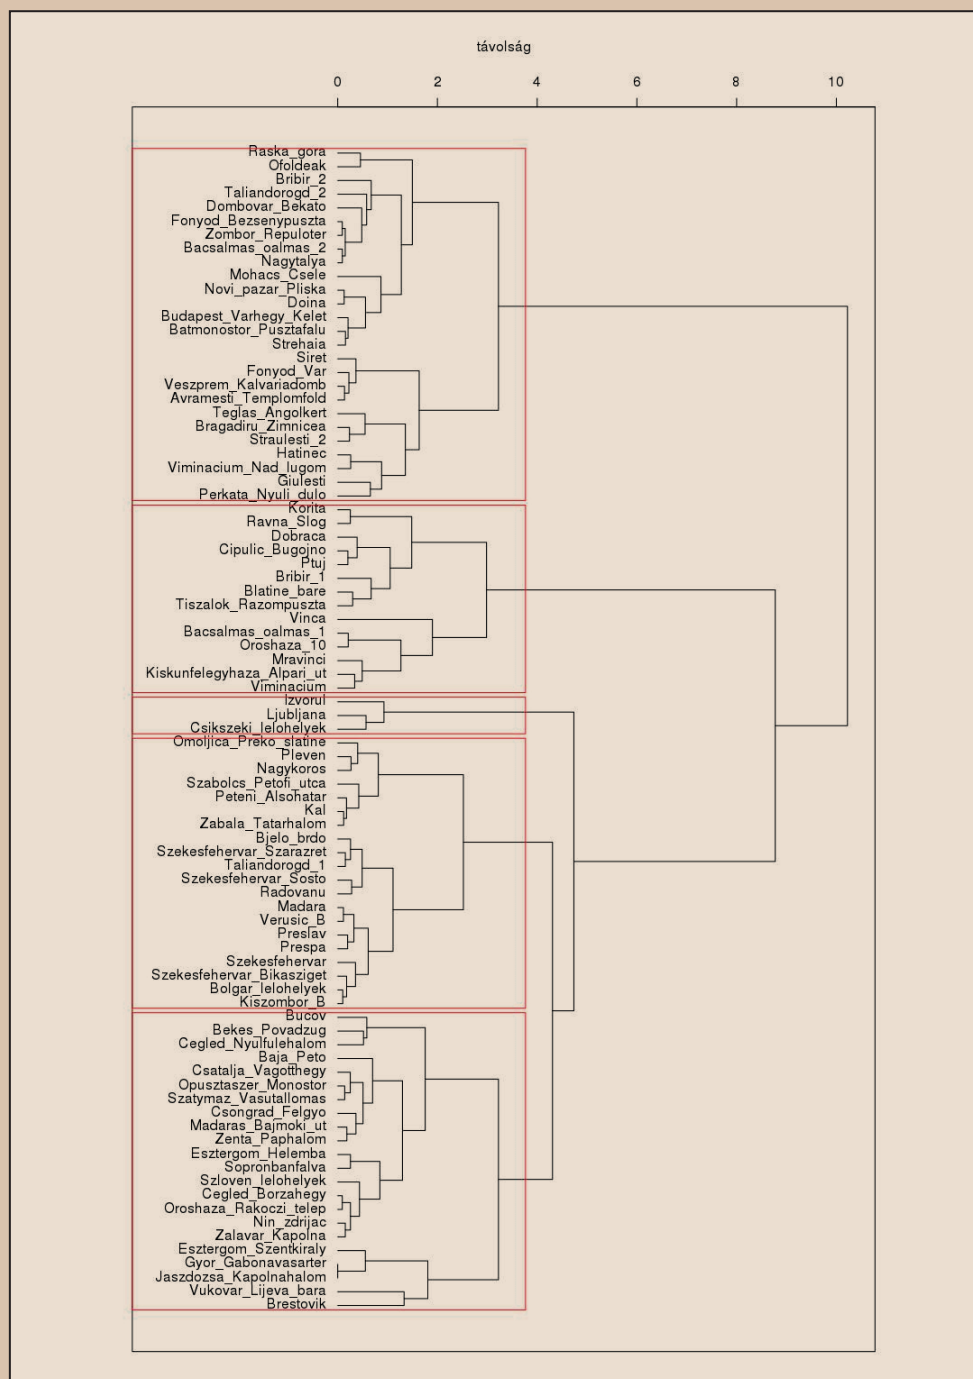 távolság
0 2 4 6 8 10
Raska_gora
Ofoldeak
Bribir_2
Taliandorogd_2
Dombovar_Bekato
Fonyod_Bezsenypuszta
Zombor_Repuloter
Bacsalmas_oalmas_2
Nagytalya
Mohacs_Csele
Novi_pazar_Pliska
Doina
Budapest_Varhegy_Kelet
Batmonostor_Pusztafalu
Strehaia
Siret
Fonyod_Var
Veszprem_Kalvariadomb
Avramesti_Templomfold
Teglas_Angolkert
Bragadiru_Zimnicea
Straulesti_2
Hatinec
Viminacium_Nad_lugom
Giulesti
Perkata_Nyuli_dulo
Korita
Ravna_Slog
Dobraca
Cipulic_Bugojno
Ptuj
Bribir_1
Blatine_bare
Tiszalok_Razompuszta
Vinca
Bacsalmas_oalmas_1
Oroshaza_10
Mravinci
Kiskunfelegyhaza_Alpari_ut
Viminacium
Izvorul
Ljubljana
Csikszeki_lelohelyek
Omoljica_Preko_slatine
Pleven
Nagykoros
Szabolcs_Petofi_utca
Peteni_Alsohatar
Kal
Zabala_Tatarhalom
Bjelo_brdo
Szekesfehervar_Szarazret
Taliandorogd_1
Szekesfehervar_Sosto
Radovanu
Madara
Verusic_B
Preslav
Prespa
Szekesfehervar
Szekesfehervar_Bikasziget
Bolgar_lelohelyek
Kiszombor_B
Bucov
Bekes_Povadzug
Cegled_Nyulfulehalom
Baja_Peto
Csatalja_Vagotthegy
Opusztaszer_Monostor
Szatymaz_Vasutallomas
Csongrad_Felgyo
Madaras_Bajmoki_ut
Zenta_Paphalom
Esztergom_Helemba
Sopronbanfalva
Szloven_lelohelyek
Cegled_Borzahegy
Oroshaza_Rakoczi_telep
Nin_zdrijac
Zalavar_Kapolna
Esztergom_Szentkiraly
Gyor_Gabonavasarter
Jaszdozsa_Kapolnahalom
Vukovar_Lijeva_bara
Brestovik